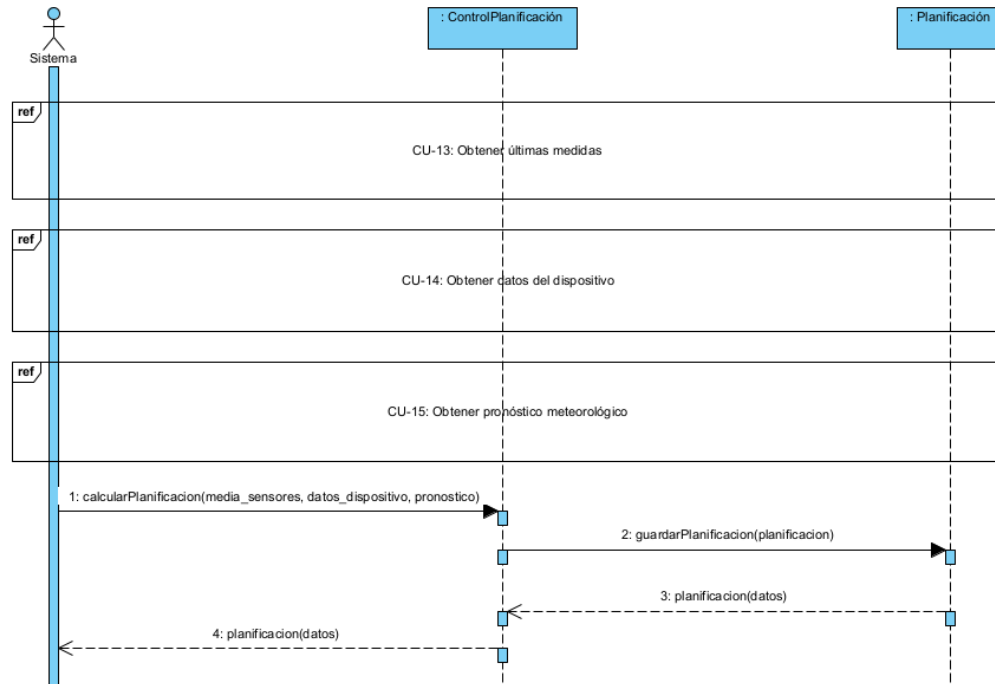 Sistema
: ControlPlanificación
: Planificación
ref
CU-13: Obtener últimas medidas
ref
CU-14: Obtener datos del dispositivo
ref
CU-15: Obtener pronóstico meteorológico
1: calcularPlanificacion(media_sensores, datos_dispositivo, pronostico)
2: guardarPlanificacion(planificacion)
3: planificacion(datos)
4: planificacion(datos)